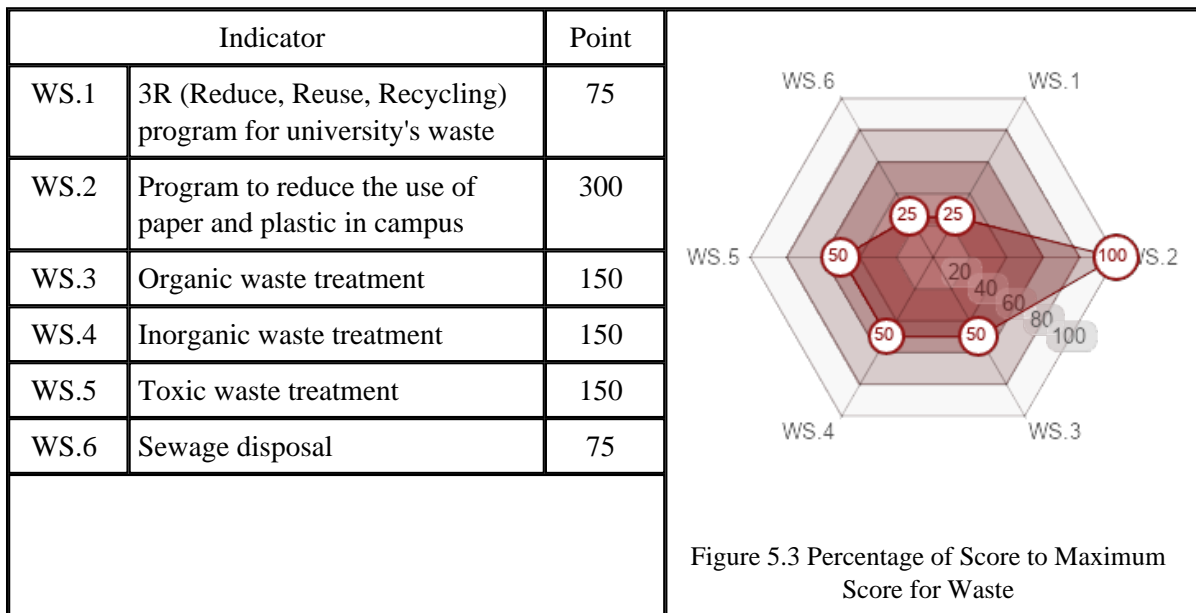 Indicator Point
WS.1 3R (Reduce, Reuse, Recycling) 75
program for university's waste
WS.2 Program to reduce the use of 300
paper and plastic in campus
WS.3 Organic waste treatment 150
WS.4 Inorganic waste treatment 150
WS.5 Toxic waste treatment 150
WS.6 Sewage disposal 75
WS.6 WS.1
25 25
WS.5 50 100 WS.2
20
40
60
80
100
50 50
WS.4 WS.3
Figure 5.3 Percentage of Score to Maximum
Score for Waste